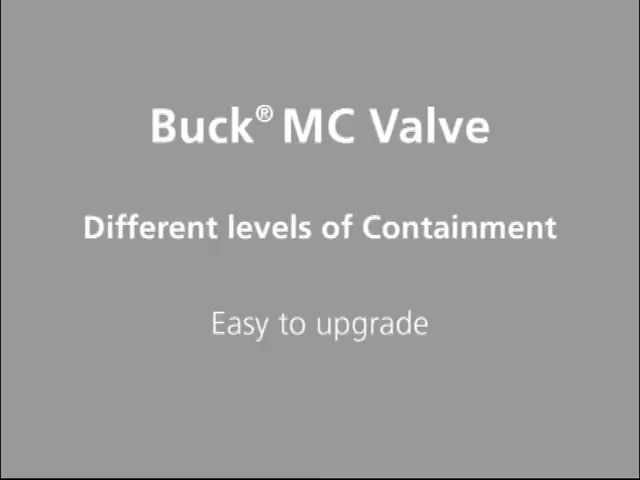 Buck® MC Valve
Different levels of Containment
Easy to upgrade